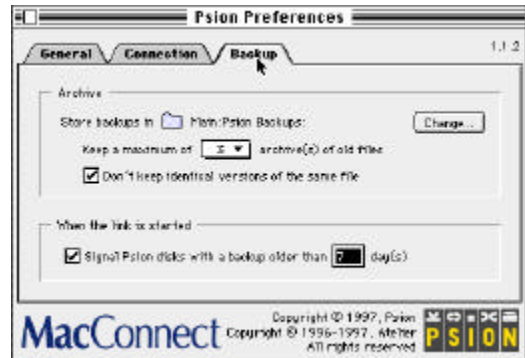 Psion Preferences
General Connection Backup 1.1.2
Archive
Store backups in Main:Psion Backups: Change...
Keep a maximum of archive(s) of old files
Don't keep identical versions of the same file
When the link is started
Signal Psion disks with a backup older than 7 day(s)
MacConnect
Copyright © 1997, Psion
Copyright © 1996-1997, Atelier
All rights reserved
PSION